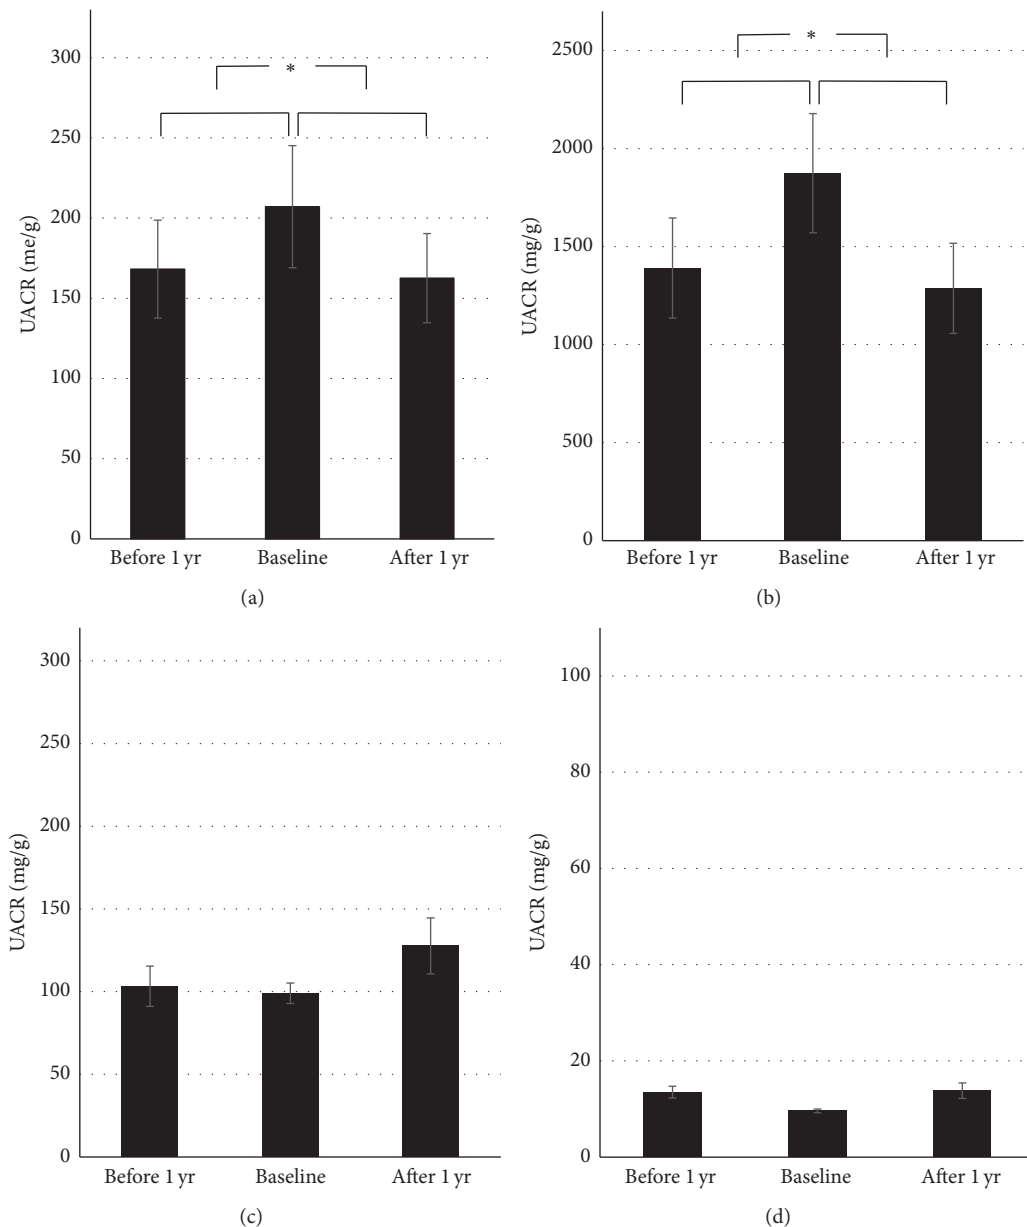 300
250
200
150
100
50
0
UACR (me/g)
*
Before 1 yr
Baseline
After 1 yr
(a)
2500
2000
1500
1000
500
0
UACR (mg/g)
*
Before 1 yr
Baseline
After 1 yr
(b)
300
250
200
150
100
50
0
UACR (mg/g)
Before 1 yr
Baseline
After 1 yr
(c)
100
80
60
40
20
0
UACR (mg/g)
Before 1 yr
Baseline
After 1 yr
(d)